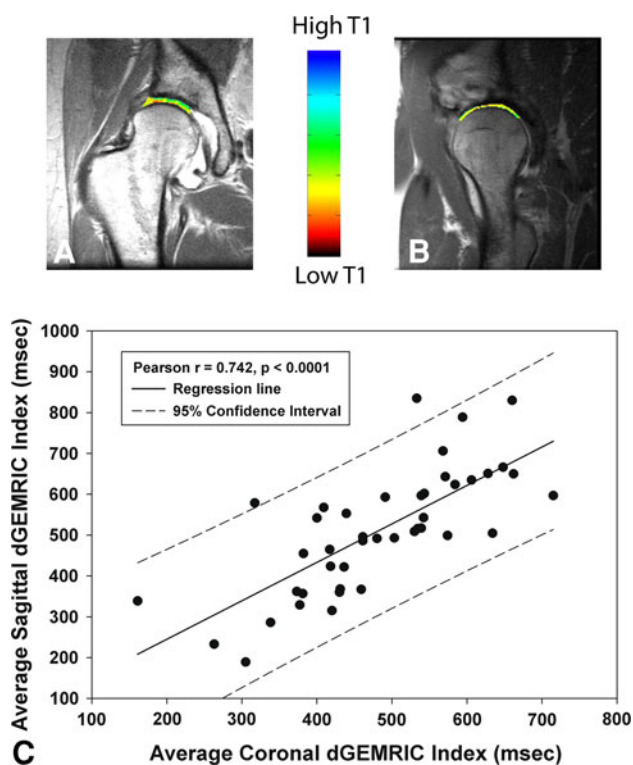 High T1
A
B
Low T1
1000
900
800
700
600
500
400
300
200
100
Average Sagittal dGEMRIC Index (msec)
Pearson r = 0.742, p < 0.0001
Regression line
95% Confidence Interval
100 200 300 400 500 600 700 800
C
Average Coronal dGEMRIC Index (msec)